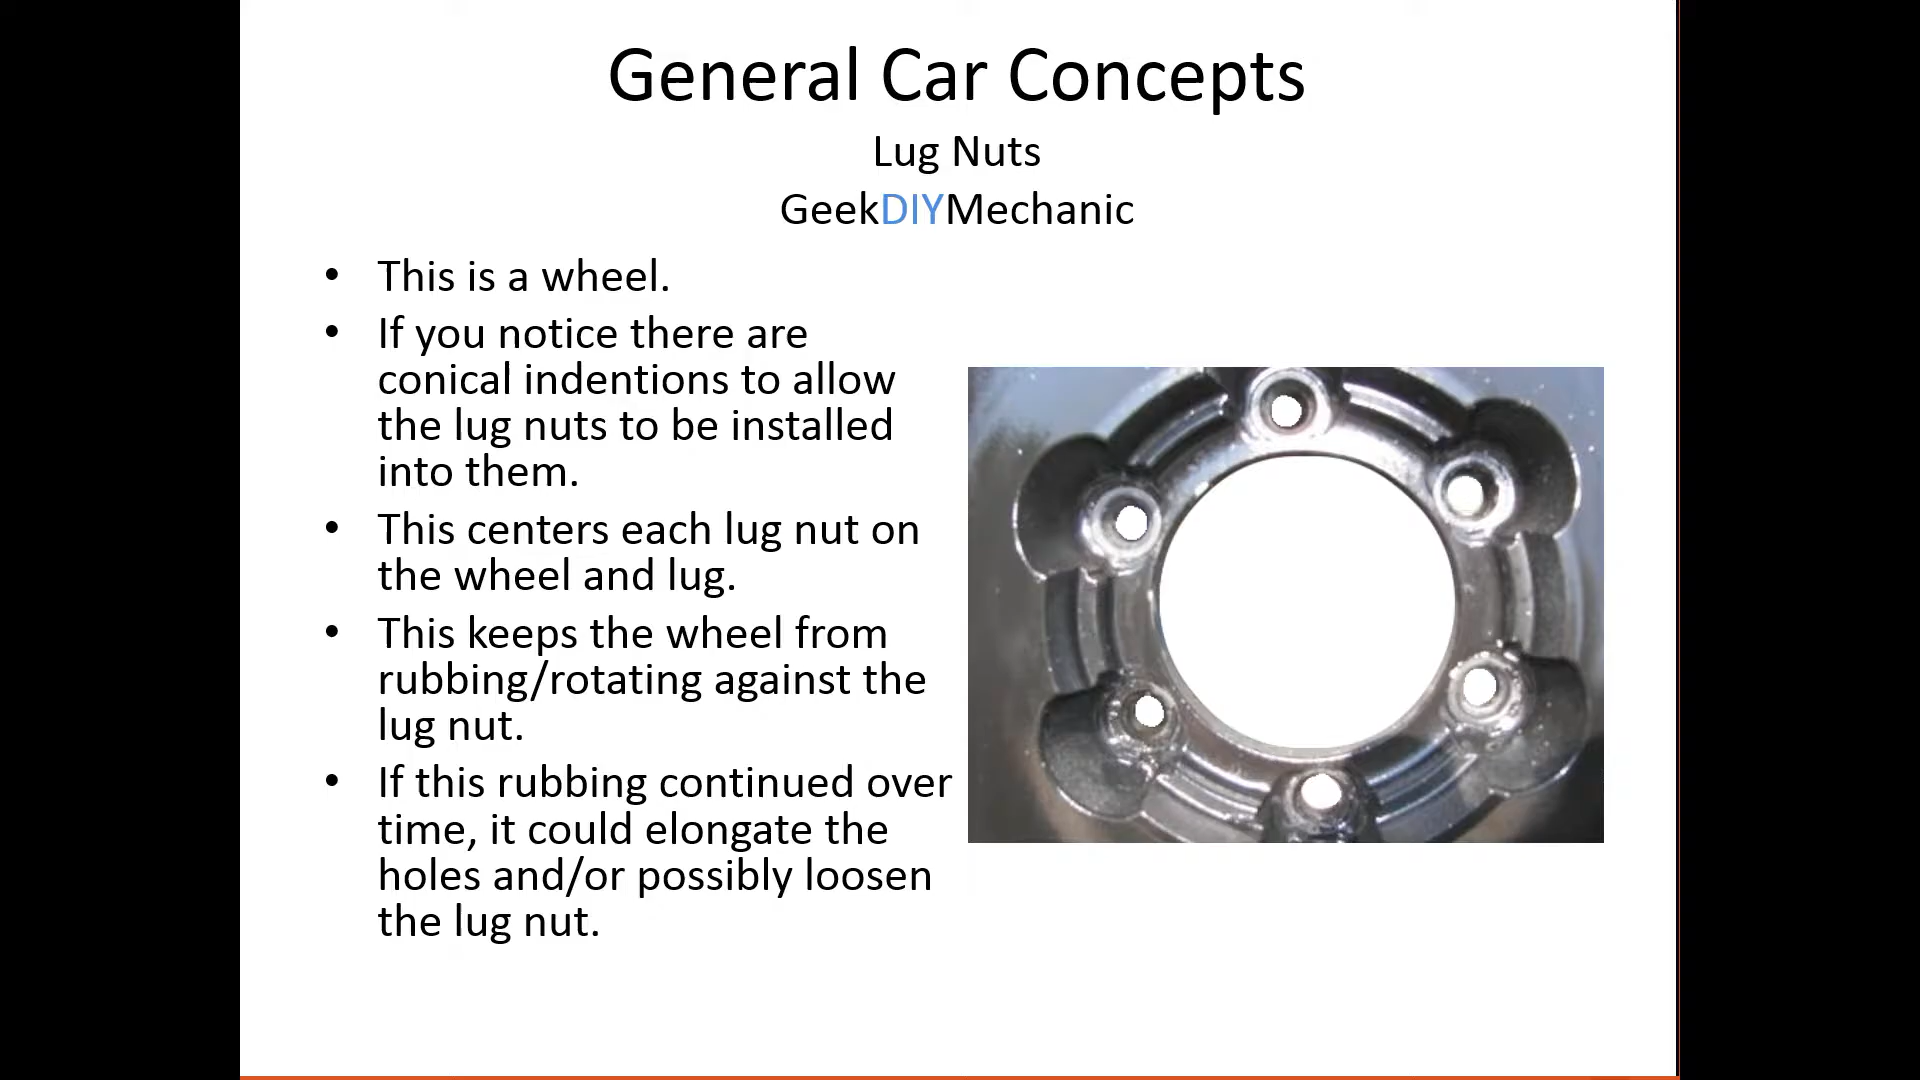 General Car Concepts
Lug Nuts
GeekDIYMechanic
• This is a wheel.
• If you notice there are
conical indentions to allow
the lug nuts to be installed
into them.
• This centers each lug nut on
the wheel and lug.
• This keeps the wheel from
rubbing/rotating against the
lug nut.
• If this rubbing continued over
time, it could elongate the
holes and/or possibly loosen
the lug nut.